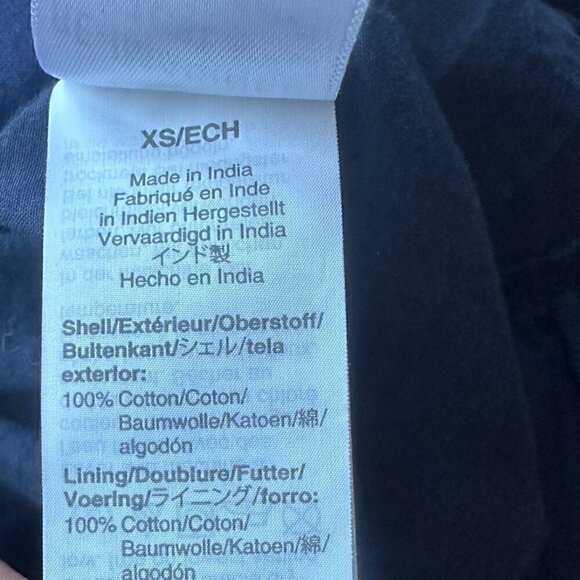 XS/ECH
Made in India
Fabriqué en Inde
in Indien Hergestellt
Vervaardigd in India
インド製
Hecho en India
Shell/Extérieur/Oberstoff/
Buitenkant/シェル/tela
exterior:
100% Cotton/Coton/
Baumwolle/Katoen/綿/
algodón
Lining/Doublure/Futter/
Voering/ライニング/forro:
100% Cotton/Coton/
Baumwolle/Katoen/綿/
algodón